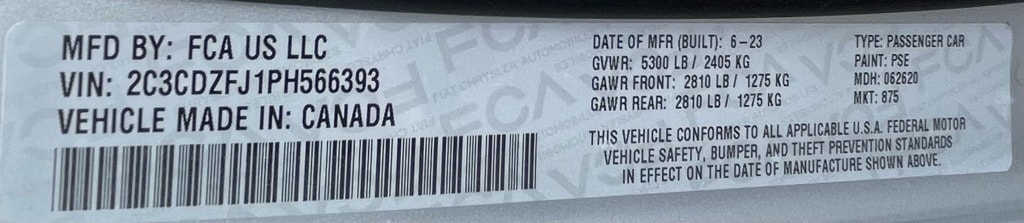 MFD BY: FCA US LLC
VIN: 2C3CDZFJ1PH566393
VEHICLE MADE IN: CANADA
DATE OF MFR (BUILT): 6-23
GVWR: 5300 LB / 2405 KG
GAWR FRONT: 2810 LB / 1275 KG
GAWR REAR: 2810 LB / 1275 KG
TYPE: PASSENGER CAR
PAINT: PSE
MDH: 062620
MKT: 875
THIS VEHICLE CONFORMS TO ALL APPLICABLE U.S.A. FEDERAL MOTOR
VEHICLE SAFETY, BUMPER, AND THEFT PREVENTION STANDARDS
IN EFFECT ON THE DATE OF MANUFACTURE SHOWN ABOVE.